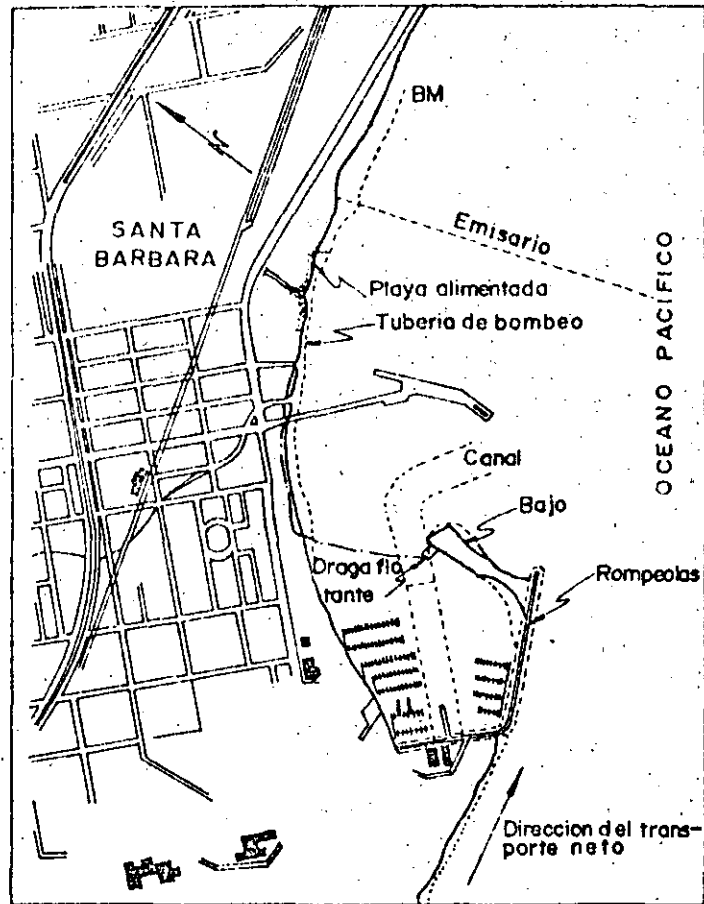 BM
SANTA
BARBARA
Emisario
Playa alimentada
Tuberia de bombeo
OCEANO PACIFICO
Canal
Bajo
Draga flo
tante
Rompeolas
Direccion del trans-
porte neto